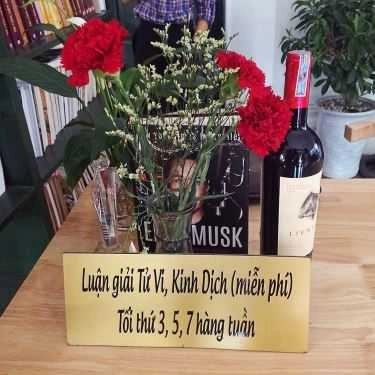 MUSK
Luận giải Tử Vi, Kinh Dịch (miễn phí)
Tối thứ 3, 5, 7 hàng tuần